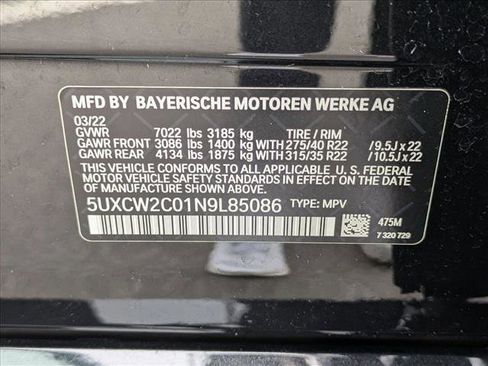 MFD BY BAYERISCHE MOTOREN WERKE AG
03/22
GVWR 7022 lbs 3185 kg TIRE / RIM
GAWR FRONT 3086 lbs 1400 kg WITH 275/40 R22 / 9.5J x 22
GAWR REAR 4134 lbs 1875 kg WITH 315/35 R22 / 10.5J x 22
THIS VEHICLE CONFORMS TO ALL APPLICABLE U. S. FEDERAL
MOTOR VEHICLE SAFETY STANDARDS IN EFFECT ON THE
DATE OF MANUFACTURE SHOWN ABOVE.
5UXCW2C01N9L85086 TYPE: MPV
475M
7 320 729